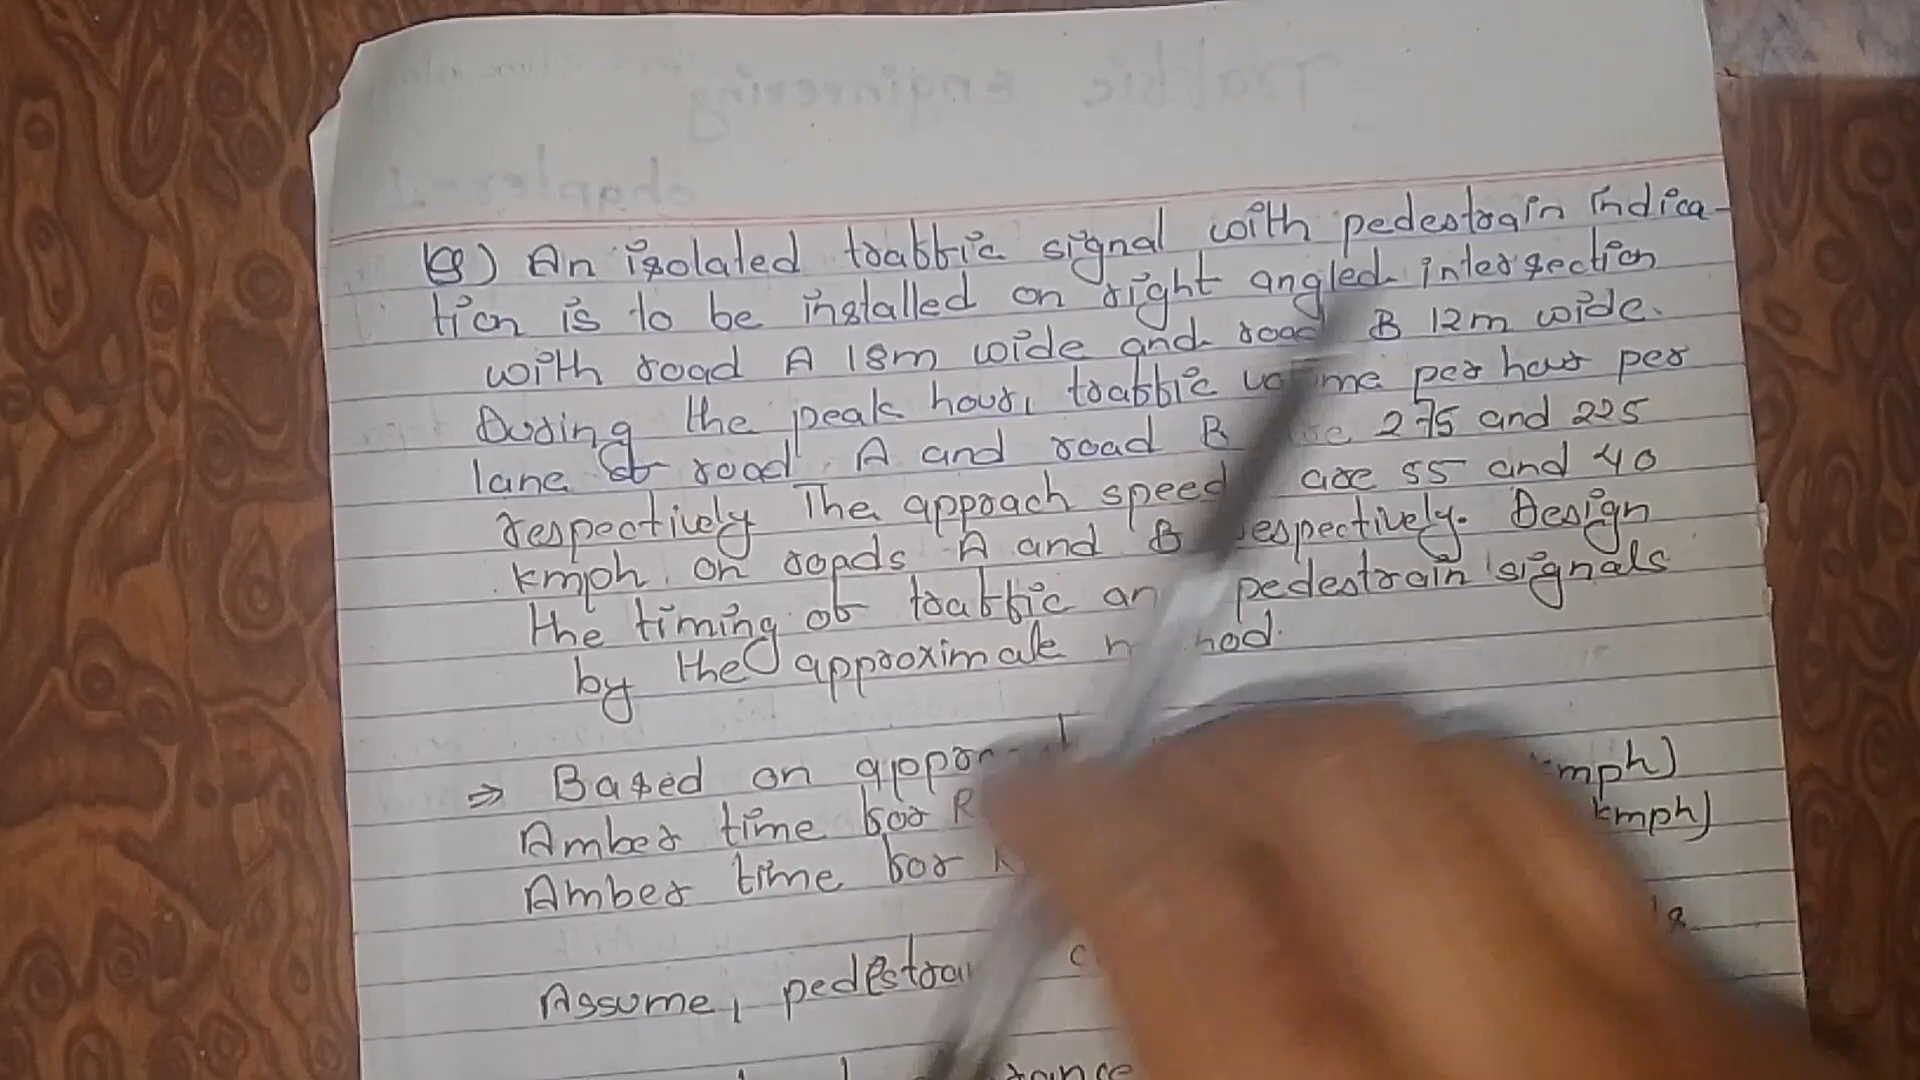 Q) An isolated traffic signal with pedestrain indica-
tion is to be installed on right angled intersection
with road A 18m wide and road B 12m wide.
During the peak hour, traffic volume per hour per
lane of road A and road B 275 and 225
respectively The approach speed are 55 and 40
kmph on roads A and B respectively. Design
the timing of traffic and pedestrain signals
by the approximate method.
⇒ Based on kmph)
Amber time for kmph)
Amber time for
Assume, pedestrain